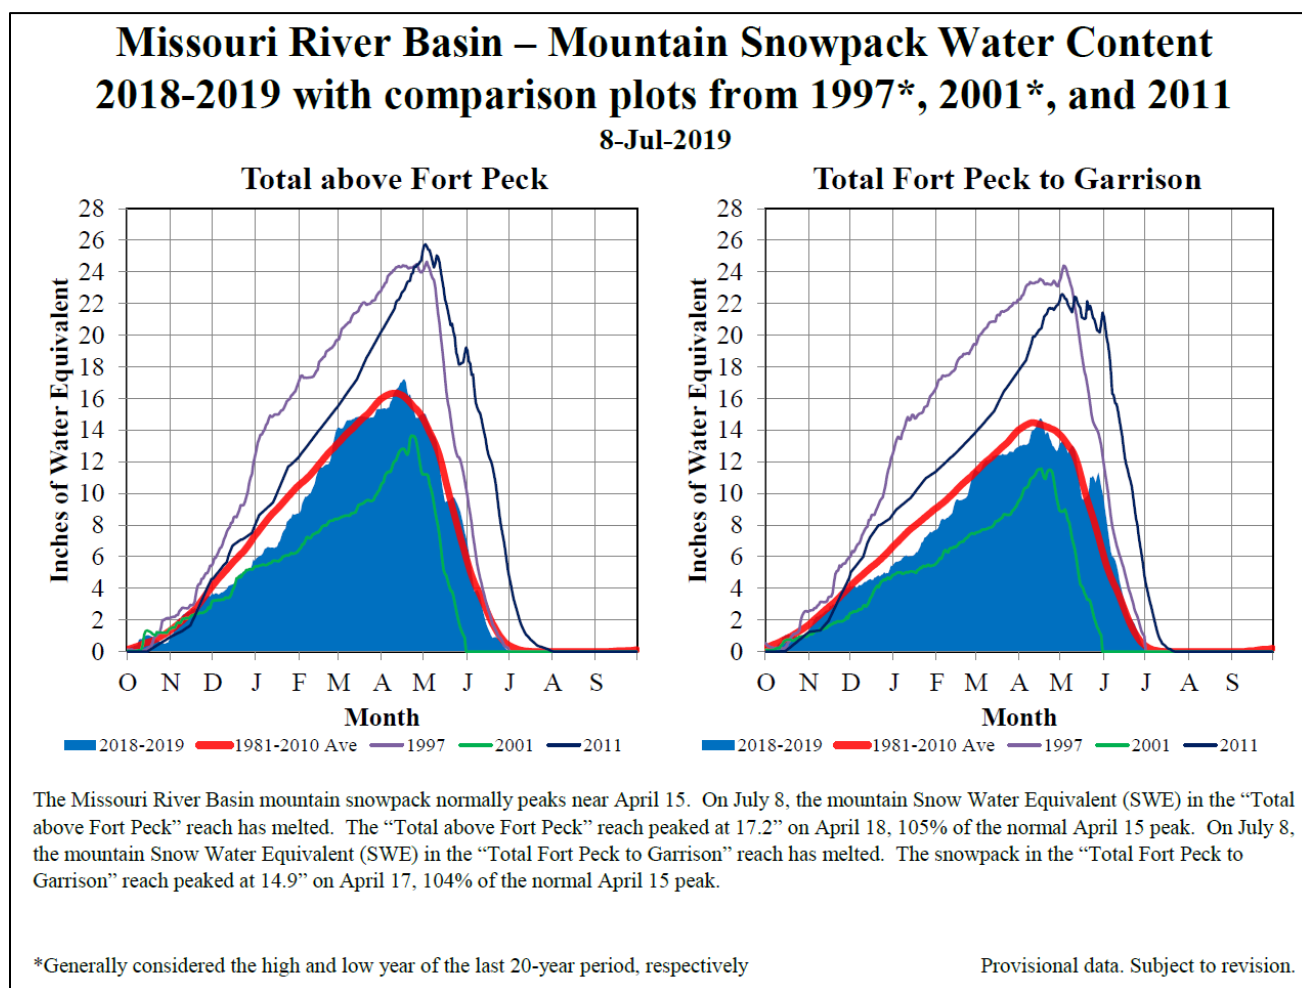 Missouri River Basin – Mountain Snowpack Water Content
2018-2019 with comparison plots from 1997*, 2001*, and 2011
8-Jul-2019
Total above Fort Peck
Inches of Water Equivalent
28
26
24
22
20
18
16
14
12
10
8
6
4
2
0
O N D J F M A M J J A S
Month
2018-2019 1981-2010 Ave 1997 2001 2011
Total Fort Peck to Garrison
Inches of Water Equivalent
28
26
24
22
20
18
16
14
12
10
8
6
4
2
0
O N D J F M A M J J A S
Month
2018-2019 1981-2010 Ave 1997 2001 2011
The Missouri River Basin mountain snowpack normally peaks near April 15.  On July 8, the mountain Snow Water Equivalent (SWE) in the “Total
above Fort Peck” reach has melted.  The “Total above Fort Peck” reach peaked at 17.2” on April 18, 105% of the normal April 15 peak.  On July 8,
the mountain Snow Water Equivalent (SWE) in the “Total Fort Peck to Garrison” reach has melted.  The snowpack in the “Total Fort Peck to
Garrison” reach peaked at 14.9” on April 17, 104% of the normal April 15 peak.
*Generally considered the high and low year of the last 20-year period, respectively
Provisional data. Subject to revision.